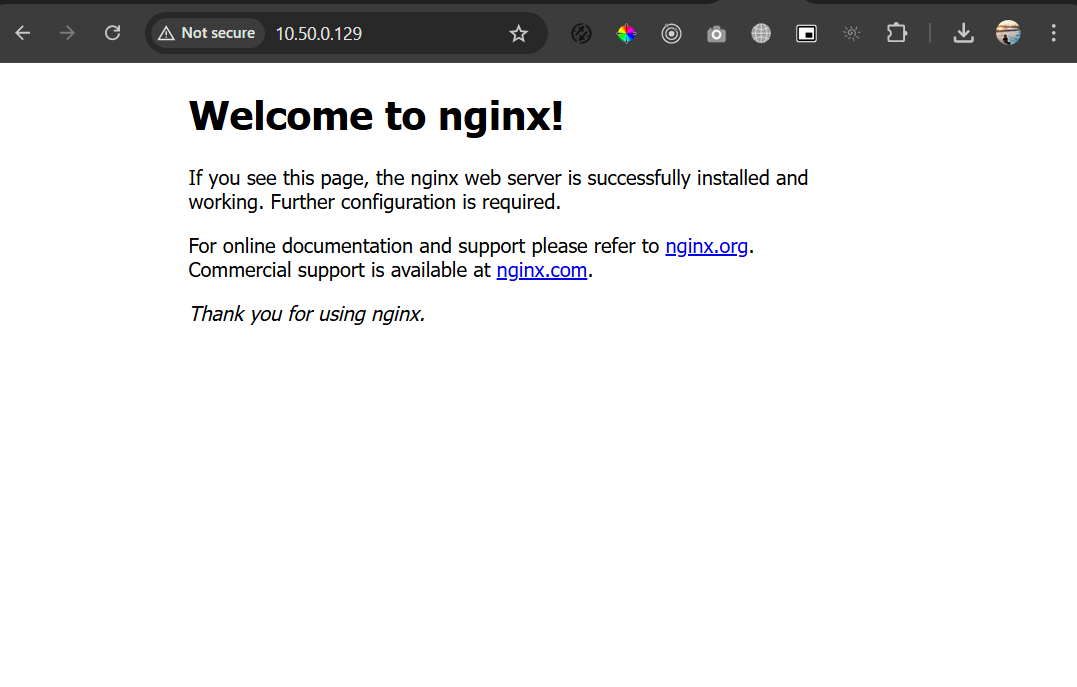 Not secure 10.50.0.129
Welcome to nginx!
If you see this page, the nginx web server is successfully installed and
working. Further configuration is required.
For online documentation and support please refer to nginx.org.
Commercial support is available at nginx.com.
Thank you for using nginx.